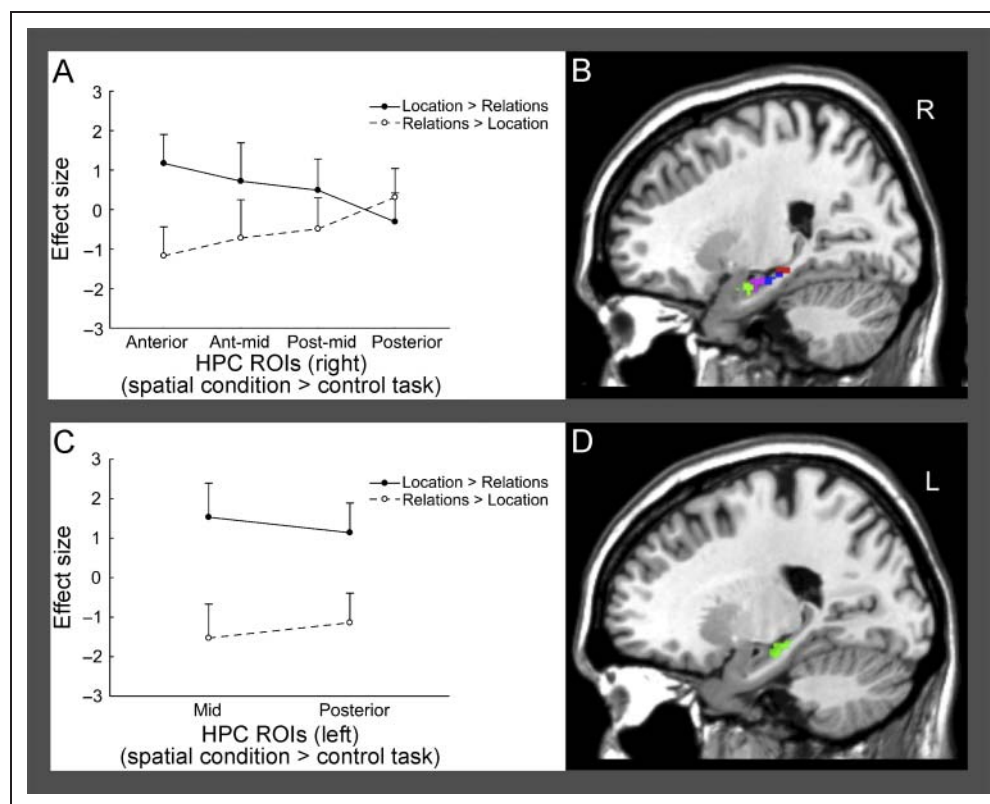 A
3
2
1
0
–1
–2
–3
Effect size
Location > Relations
Relations > Location
Anterior Ant-mid Post-mid Posterior
HPC ROIs (right)
(spatial condition > control task)
B
R
C
3
2
1
0
–1
–2
–3
Effect size
Location > Relations
Relations > Location
Mid Posterior
HPC ROIs (left)
(spatial condition > control task)
D
L